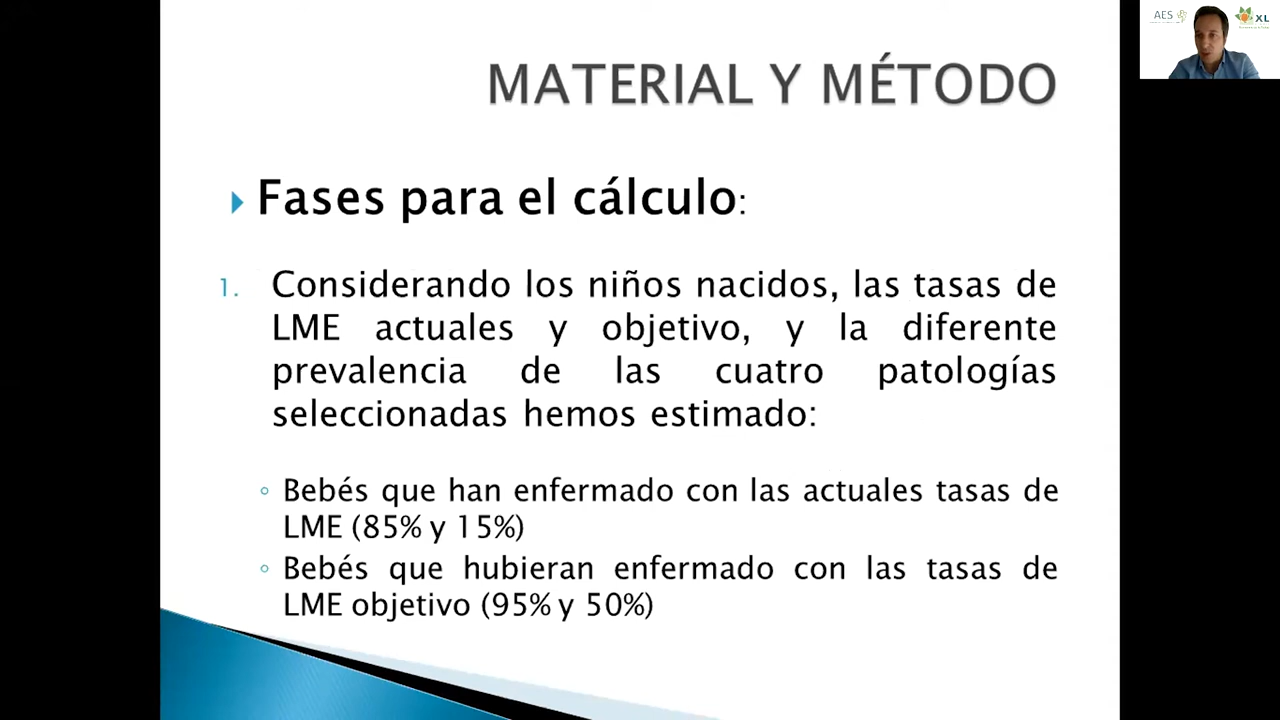 AES
XL
MATERIAL Y MÉTODO
Fases para el cálculo:
1. Considerando los niños nacidos, las tasas de
LME actuales y objetivo, y la diferente
prevalencia de las cuatro patologías
seleccionadas hemos estimado:
Bebés que han enfermado con las actuales tasas de
LME (85% y 15%)
Bebés que hubieran enfermado con las tasas de
LME objetivo (95% y 50%)